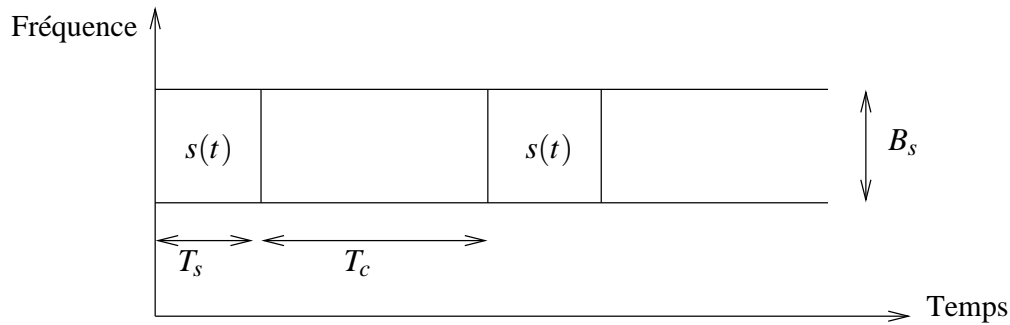 Fréquence
s(t)
s(t)
B_s
T_s
T_c
Temps